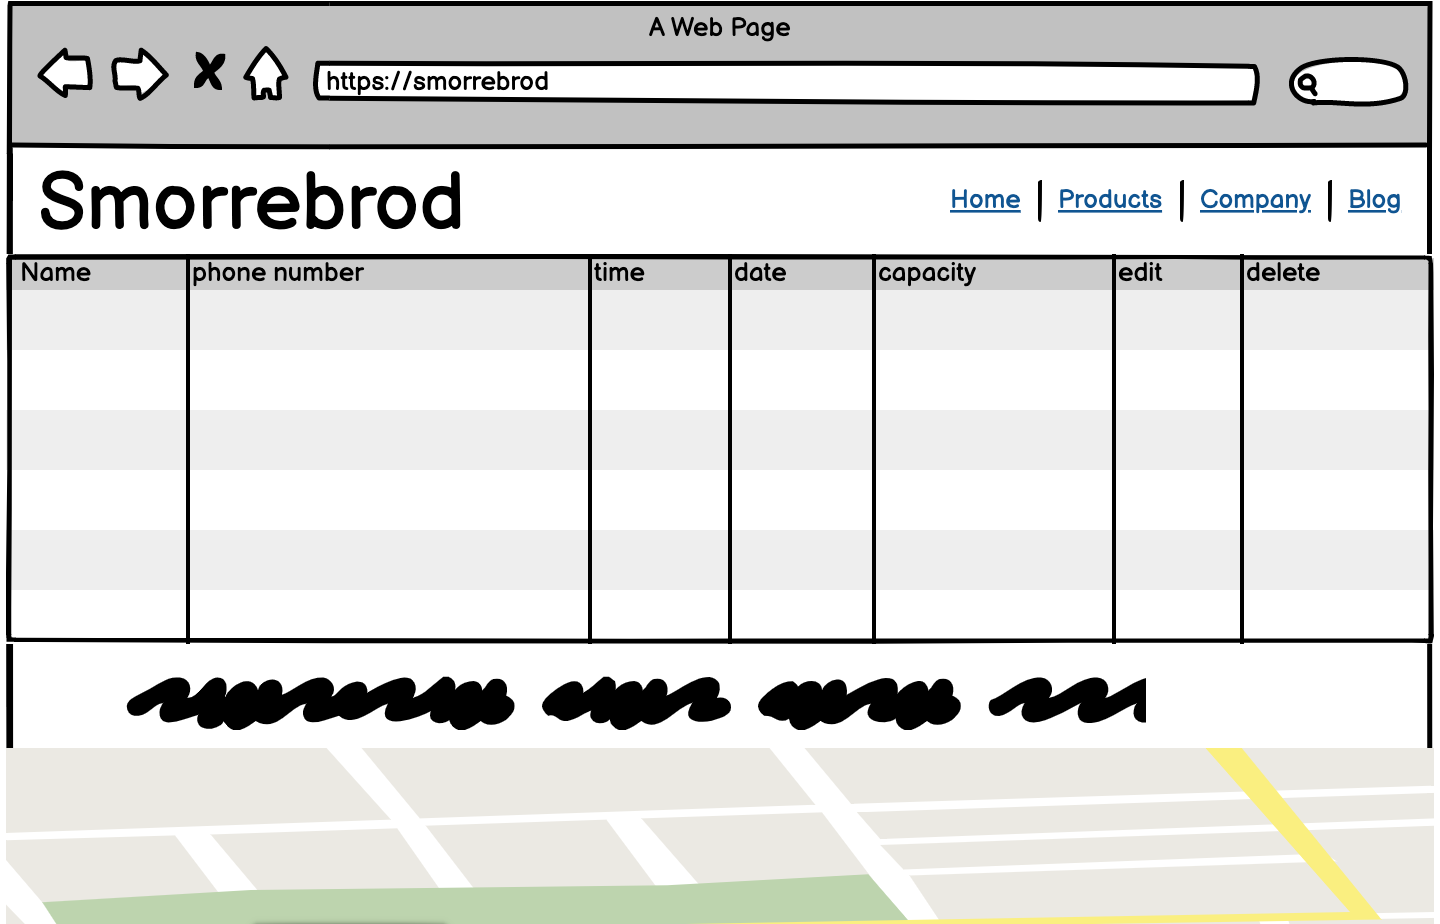 A Web Page
https://smorrebrod
Smorrebrod
Home Products Company Blog
Name phone number time date capacity edit delete